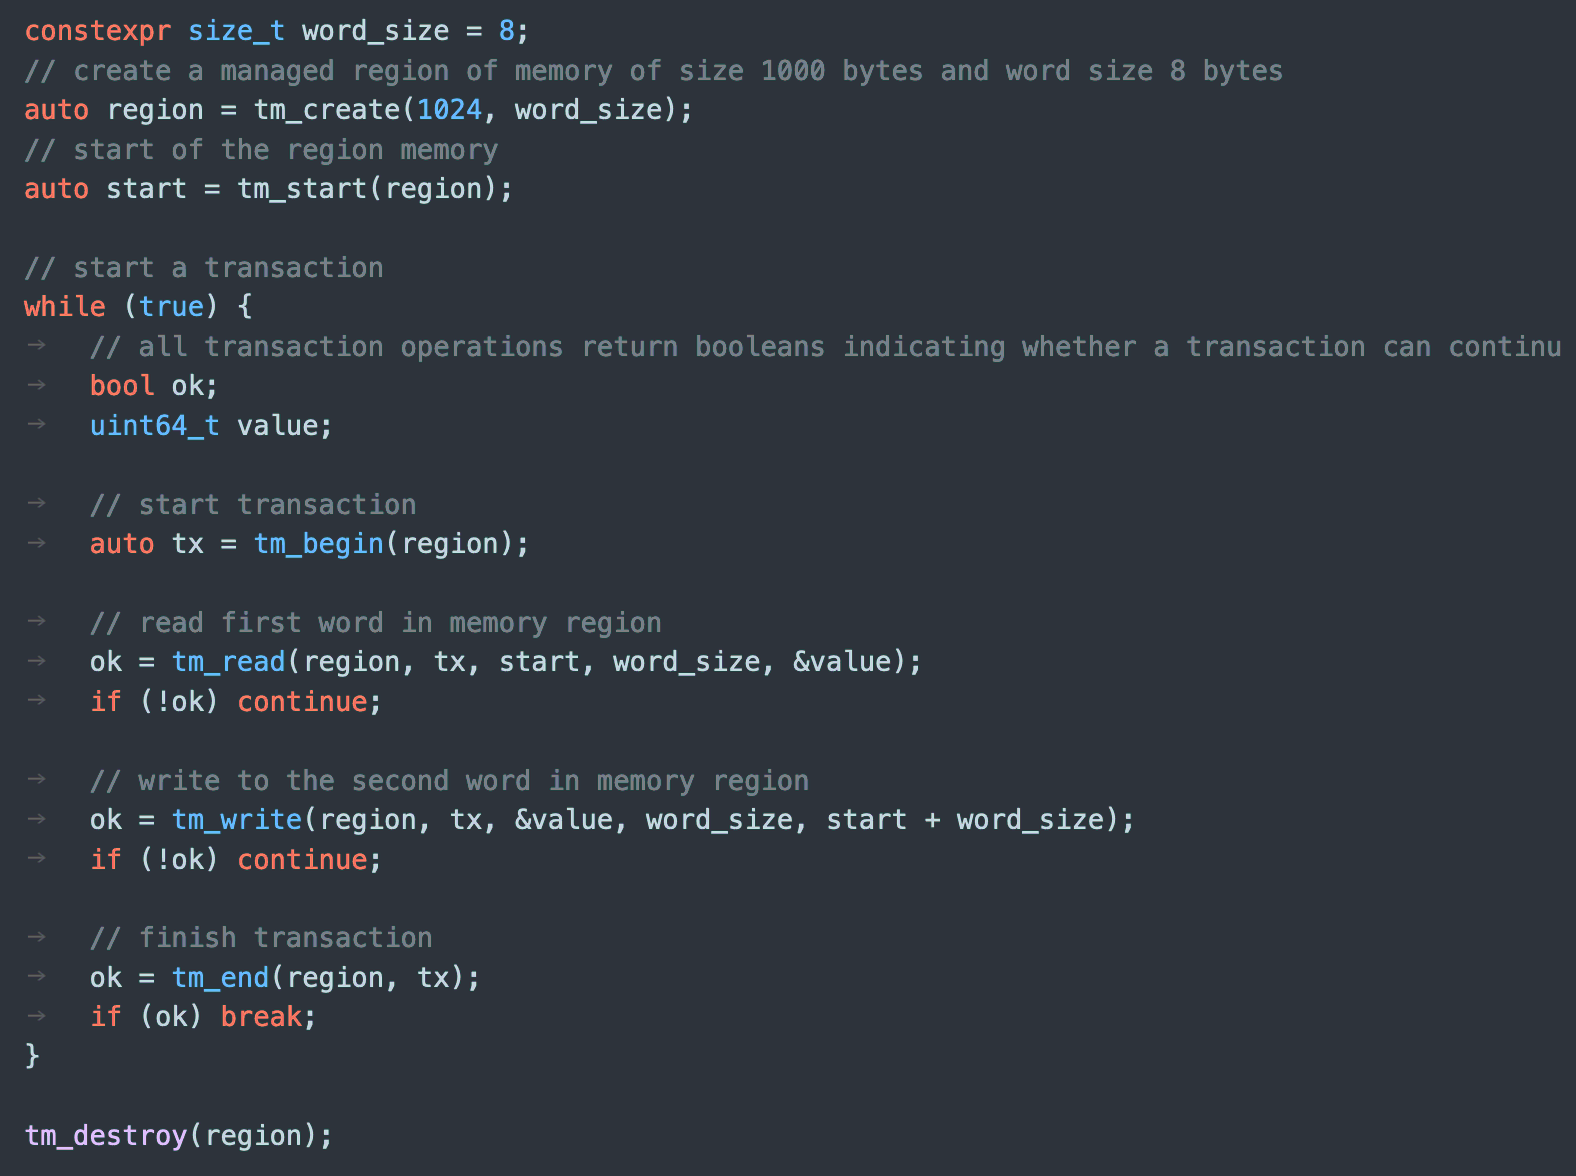 constexpr size_t word_size = 8;
// create a managed region of memory of size 1000 bytes and word size 8 bytes
auto region = tm_create(1024, word_size);
// start of the region memory
auto start = tm_start(region);

// start a transaction
while (true) {
→   // all transaction operations return booleans indicating whether a transaction can continu
→   bool ok;
→   uint64_t value;

→   // start transaction
→   auto tx = tm_begin(region);

→   // read first word in memory region
→   ok = tm_read(region, tx, start, word_size, &value);
→   if (!ok) continue;

→   // write to the second word in memory region
→   ok = tm_write(region, tx, &value, word_size, start + word_size);
→   if (!ok) continue;

→   // finish transaction
→   ok = tm_end(region, tx);
→   if (ok) break;
}

tm_destroy(region);